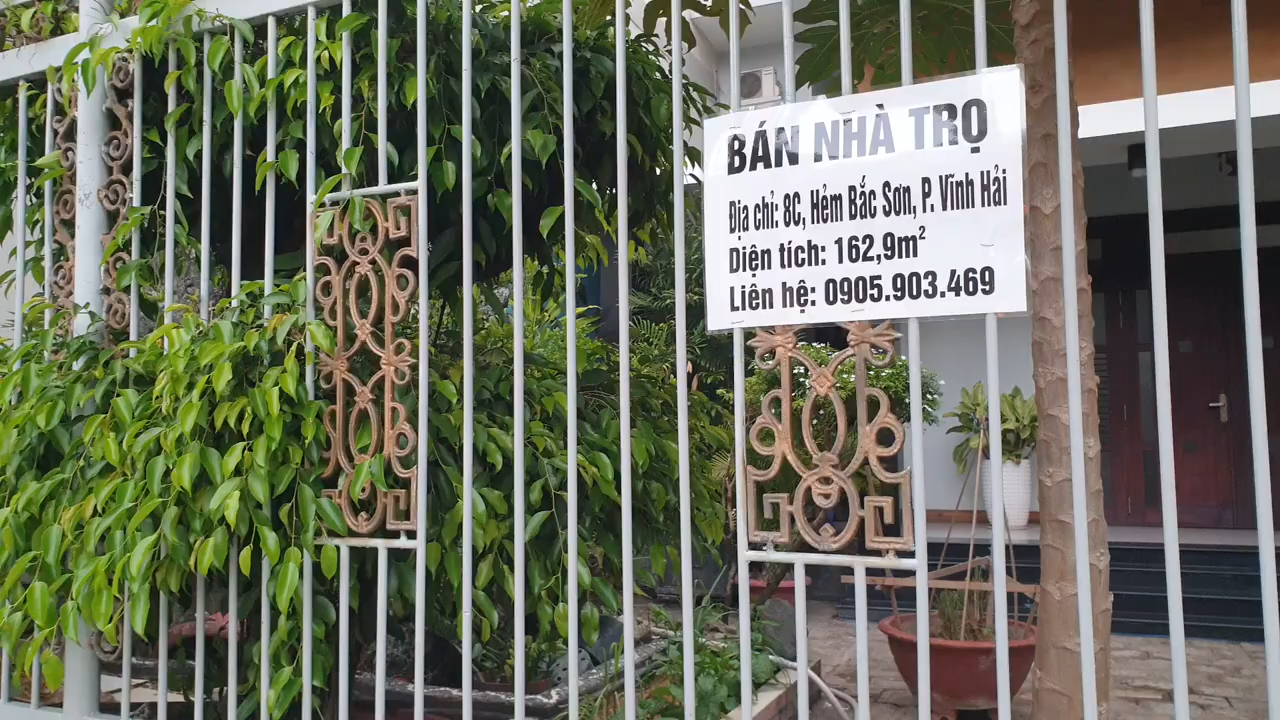 BÁN NHÀ TRỌ
Địa chỉ: 8C, Hẻm Bắc Sơn, P. Vĩnh Hải
Diện tích: 162,9m²
Liên hệ: 0905.903.469